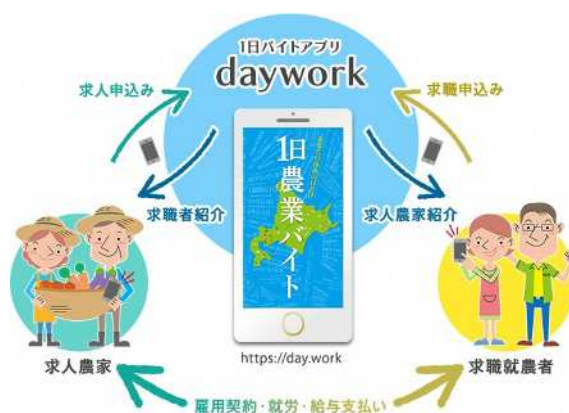 1日バイトアプリ
daywork
求人申込み
求職申込み
求職者紹介
求人農家紹介
1日農業バイト
求人農家
https://day.work
求職就農者
雇用契約・就労・給与支払い